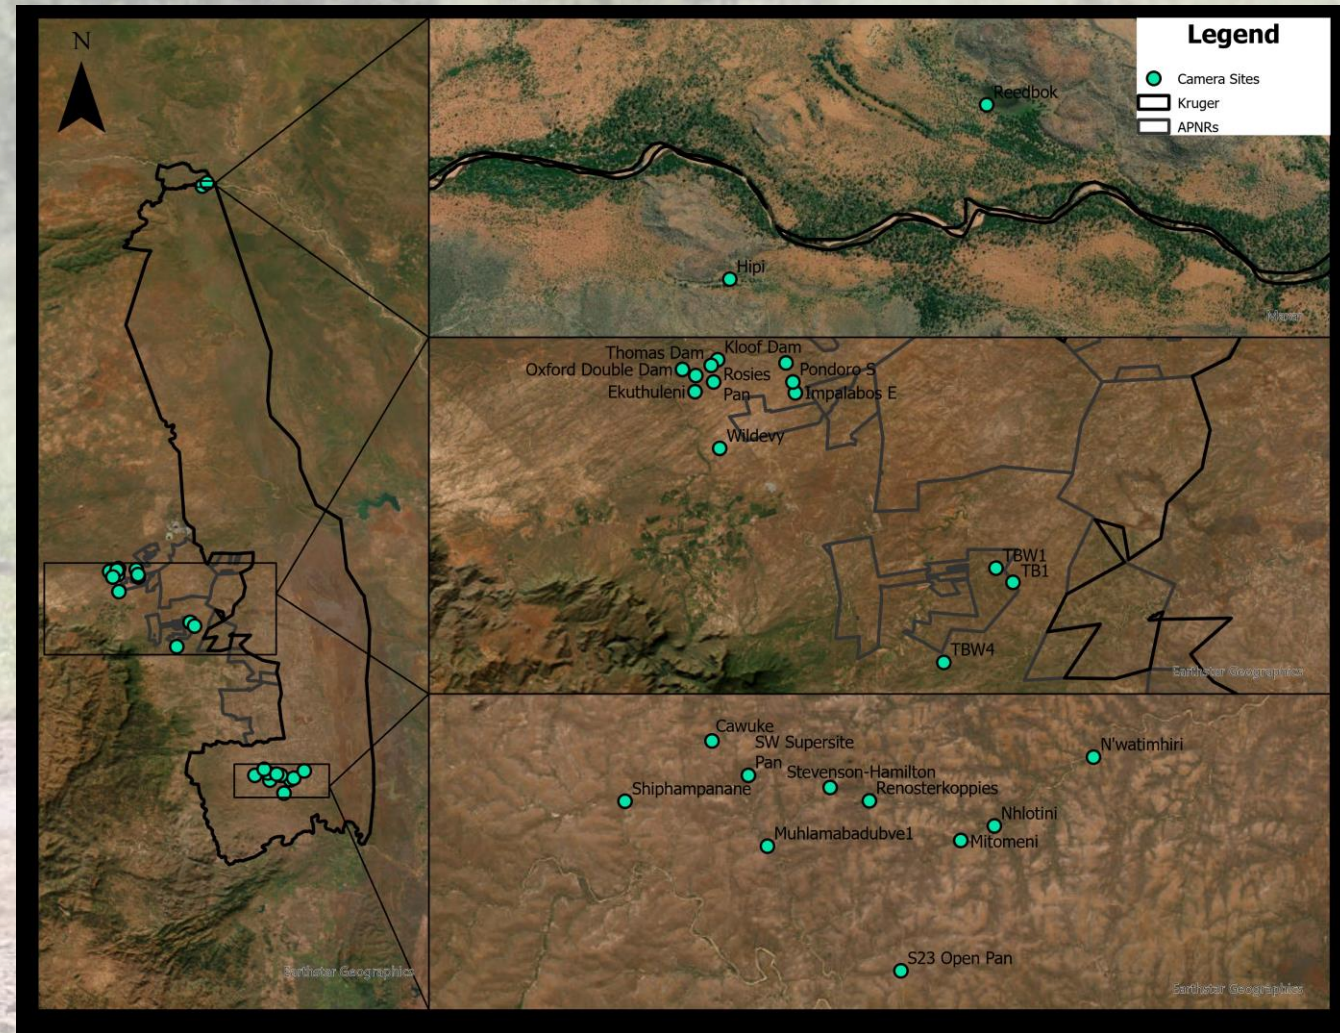 N
Legend
Camera Sites
Kruger
APNRs
Reedbok
Hipi
Maxar
Thomas Dam
Kloof Dam
Oxford Double Dam
Rosies
Pan
Pondoro S
Ekuthuleni
Impalabos E
Wildevy
TBW1
TB1
TBW4
Earthstar Geographics
Cawuke
SW Supersite
Pan
N'watimhiri
Stevenson-Hamilton
Shiphampanane
Renosterkoppies
Nhlotini
Muhlamabadubve1
Mitomeni
S23 Open Pan
Earthstar Geographics
Earthstar Geographics